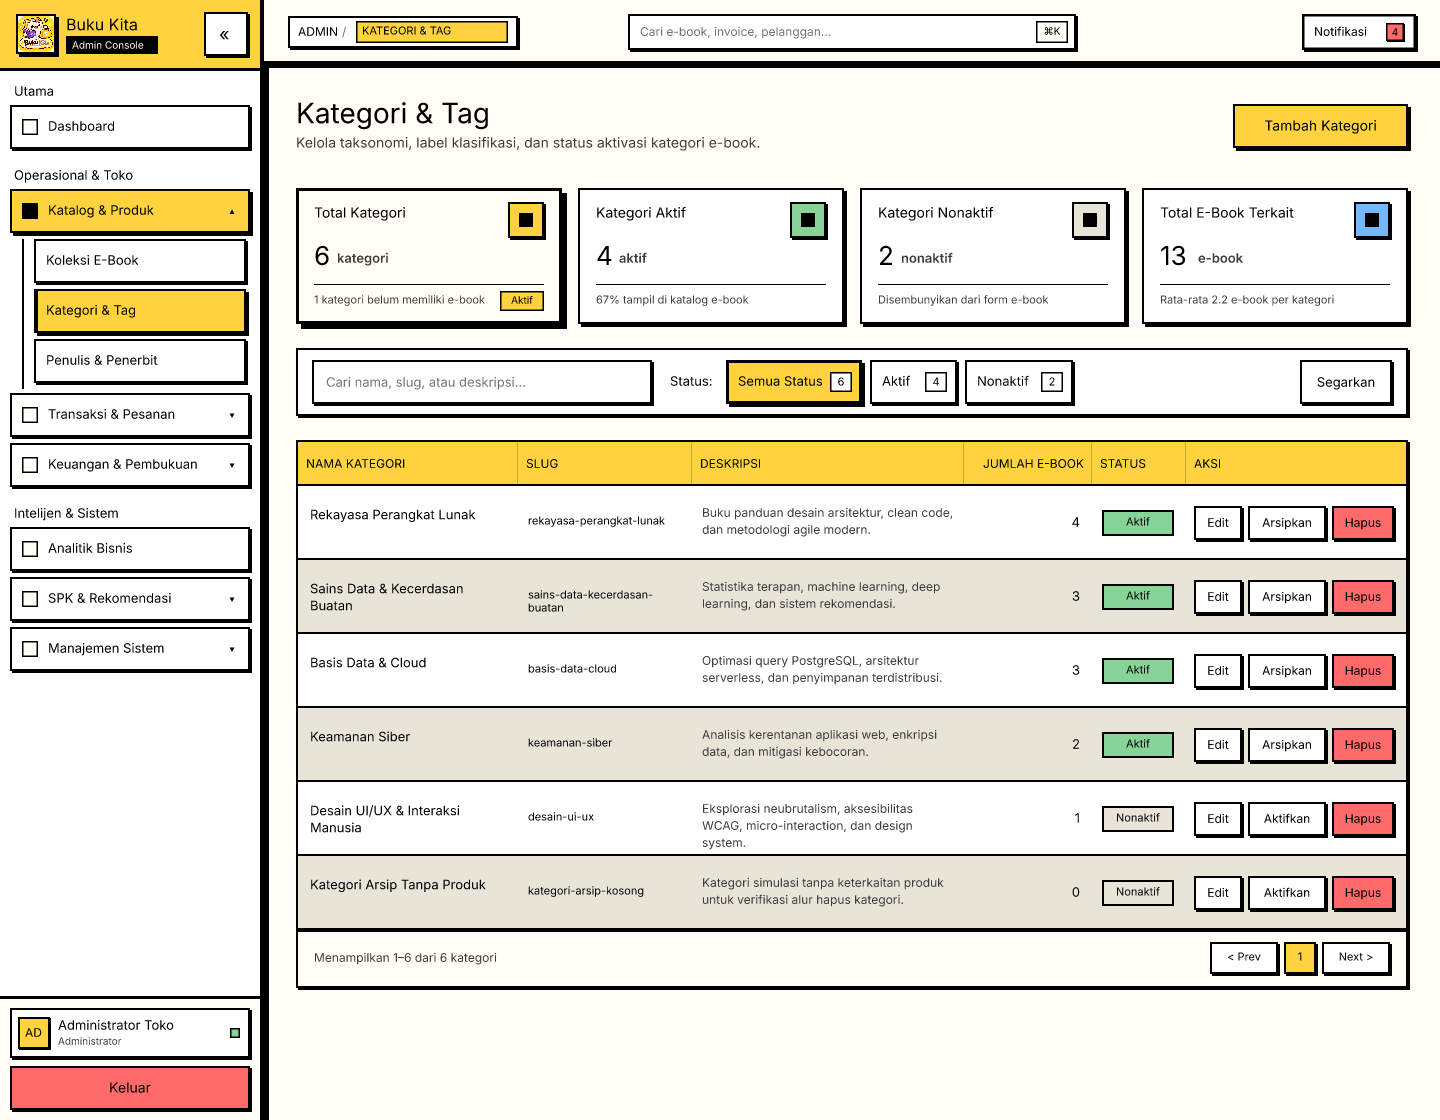 Buku Kita
Admin Console
«
ADMIN / KATEGORI & TAG
Cari e-book, invoice, pelanggan...
⌘K
Notifikasi 4
Utama
Dashboard
Operasional & Toko
Katalog & Produk ▴
Koleksi E-Book
Kategori & Tag
Penulis & Penerbit
Transaksi & Pesanan ▾
Keuangan & Pembukuan ▾
Intelijen & Sistem
Analitik Bisnis
SPK & Rekomendasi ▾
Manajemen Sistem ▾
AD
Administrator Toko
Administrator
Keluar
Kategori & Tag
Kelola taksonomi, label klasifikasi, dan status aktivasi kategori e-book.
Tambah Kategori
Total Kategori
6 kategori
1 kategori belum memiliki e-book
Aktif
Kategori Aktif
4 aktif
67% tampil di katalog e-book
Kategori Nonaktif
2 nonaktif
Disembunyikan dari form e-book
Total E-Book Terkait
13 e-book
Rata-rata 2.2 e-book per kategori
Cari nama, slug, atau deskripsi...
Status:
Semua Status 6
Aktif 4
Nonaktif 2
Segarkan
NAMA KATEGORI SLUG DESKRIPSI JUMLAH E-BOOK STATUS AKSI
Rekayasa Perangkat Lunak
rekayasa-perangkat-lunak
Buku panduan desain arsitektur, clean code,
dan metodologi agile modern.
4
Aktif
Edit Arsipkan Hapus
Sains Data & Kecerdasan
Buatan
sains-data-kecerdasan-
buatan
Statistika terapan, machine learning, deep
learning, dan sistem rekomendasi.
3
Aktif
Edit Arsipkan Hapus
Basis Data & Cloud
basis-data-cloud
Optimasi query PostgreSQL, arsitektur
serverless, dan penyimpanan terdistribusi.
3
Aktif
Edit Arsipkan Hapus
Keamanan Siber
keamanan-siber
Analisis kerentanan aplikasi web, enkripsi
data, dan mitigasi kebocoran.
2
Aktif
Edit Arsipkan Hapus
Desain UI/UX & Interaksi
Manusia
desain-ui-ux
Eksplorasi neubrutalism, aksesibilitas
WCAG, micro-interaction, dan design
system.
1
Nonaktif
Edit Aktifkan Hapus
Kategori Arsip Tanpa Produk
kategori-arsip-kosong
Kategori simulasi tanpa keterkaitan produk
untuk verifikasi alur hapus kategori.
0
Nonaktif
Edit Aktifkan Hapus
Menampilkan 1–6 dari 6 kategori
< Prev 1 Next >